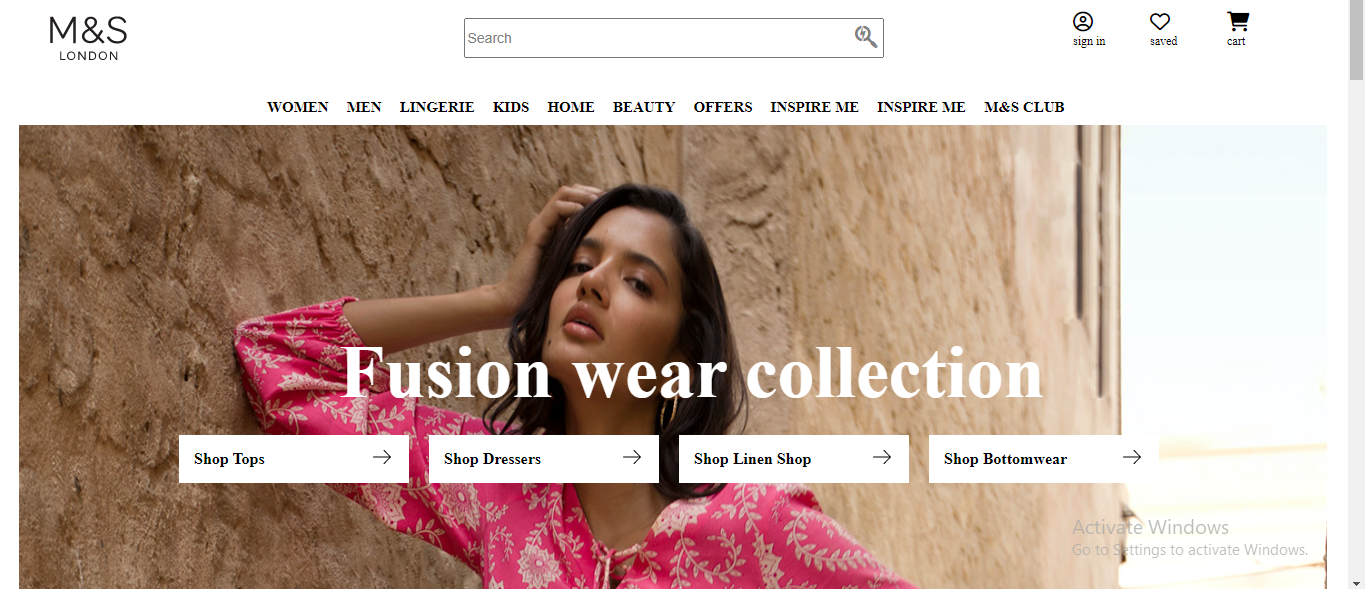 M&S
LONDON
Search
sign in
saved
cart
WOMEN MEN LINGERIE KIDS HOME BEAUTY OFFERS INSPIRE ME INSPIRE ME M&S CLUB
Fusion wear collection
Shop Tops
Shop Dressers
Shop Linen Shop
Shop Bottomwear
Activate Windows
Go to Settings to activate Windows.